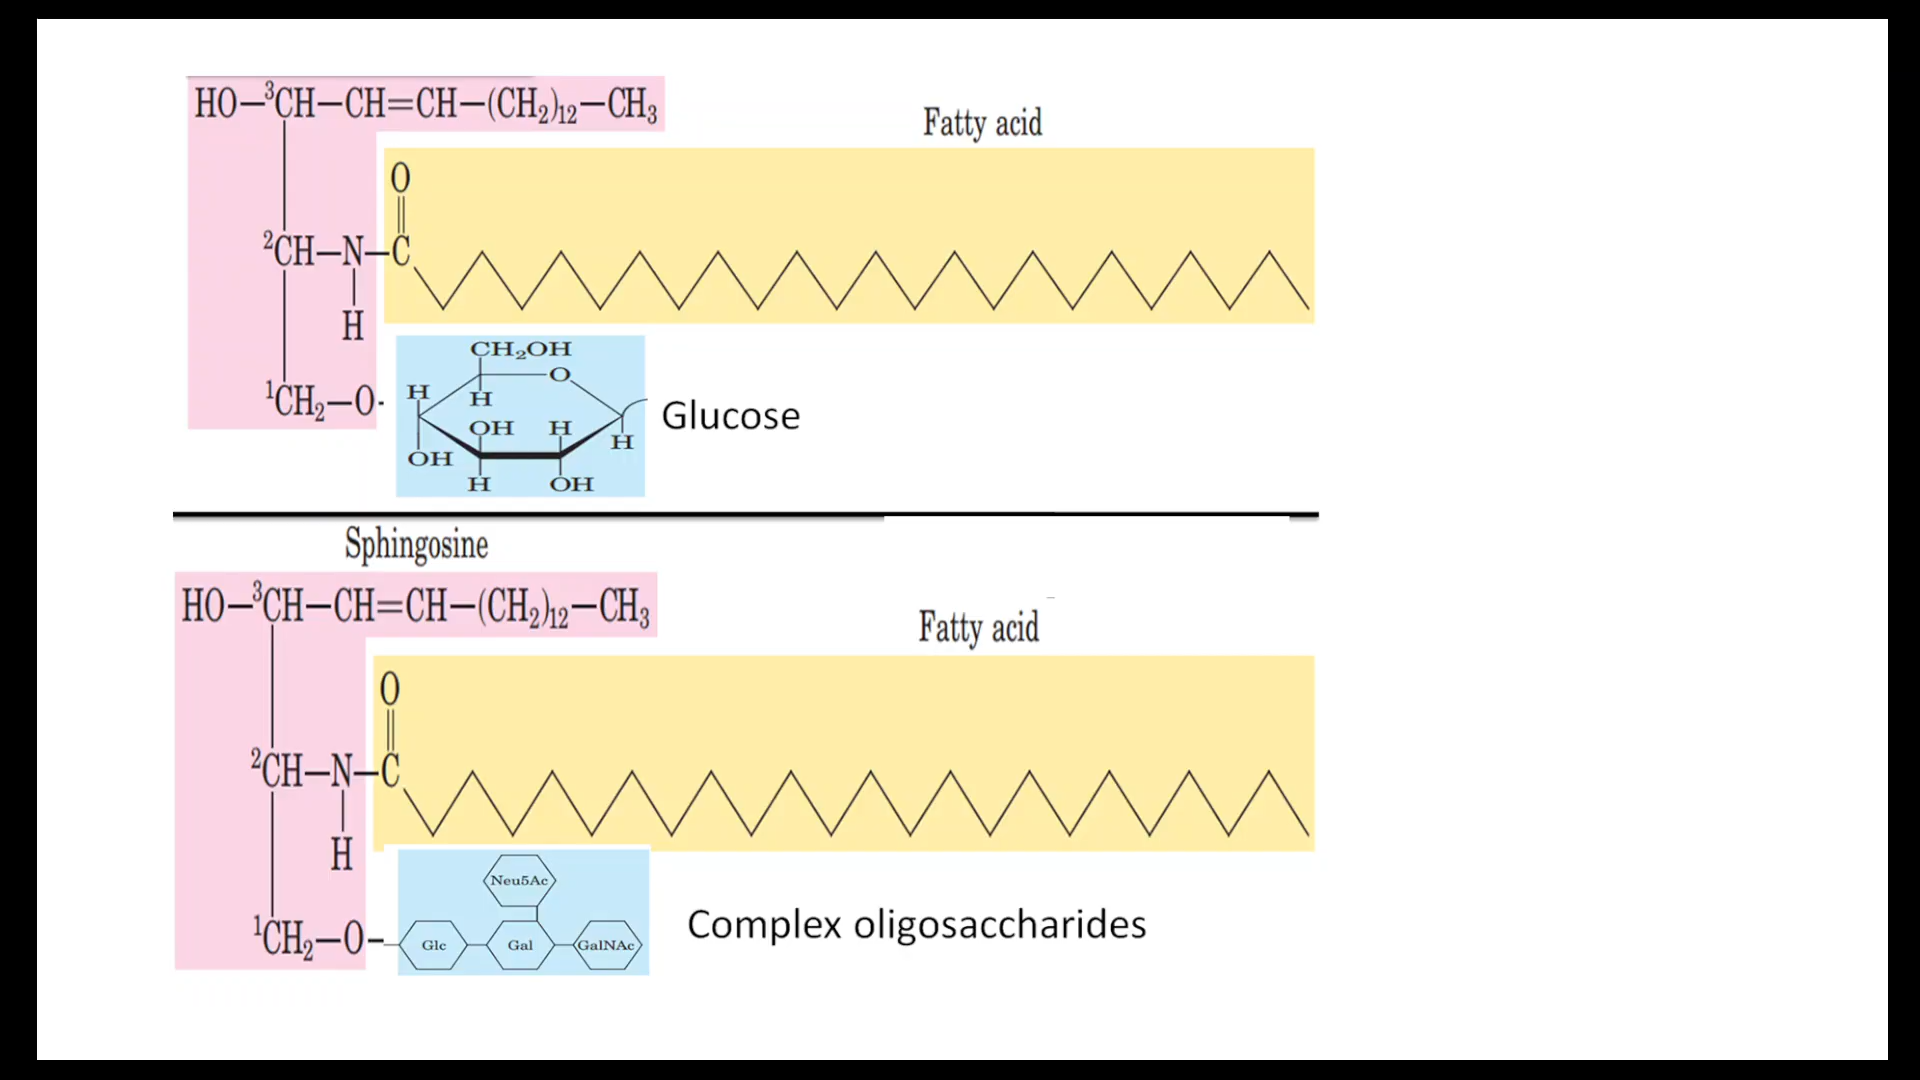 HO—³CH—CH=CH—(CH₂)₁₂—CH₃
Fatty acid
O
²CH—N—C
H
¹CH₂—O-
CH₂OH
O
H
H
OH
H
H
OH
H
OH
Glucose
Sphingosine
HO—³CH—CH=CH—(CH₂)₁₂—CH₃
Fatty acid
O
²CH—N—C
H
¹CH₂—O—
Neu5Ac
Glc
Gal
GalNAc
Complex oligosaccharides